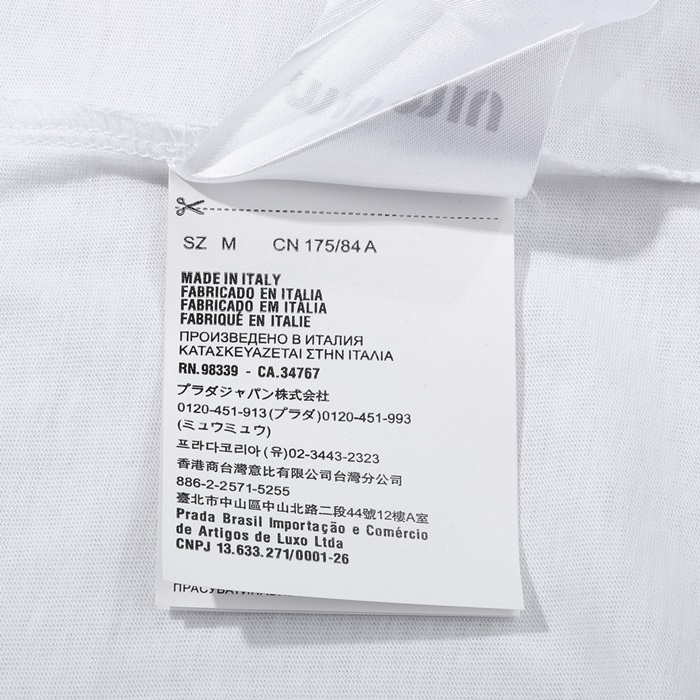 SZ M CN 175/84 A
MADE IN ITALY
FABRICADO EN ITALIA
FABRICADO EM ITÁLIA
FABRIQUÉ EN ITALIE
ПРОИЗВЕДЕНО В ИТАЛИЯ
ΚΑΤΑΣΚΕΥΑΖΕΤΑΙ ΣΤΗΝ ΙΤΑΛΙΑ
RN.98339 - CA.34767
プラダジャパン株式会社
0120-451-913(プラダ)0120-451-993
(ミュウミュウ)
프라다코리아 (유)02-3443-2323
香港商台灣意比有限公司台灣分公司
886-2-2571-5255
臺北市中山區中山北路二段44號12樓A室
Prada Brasil Importação e Comércio
de Artigos de Luxo Ltda
CNPJ 13.633.271/0001-26